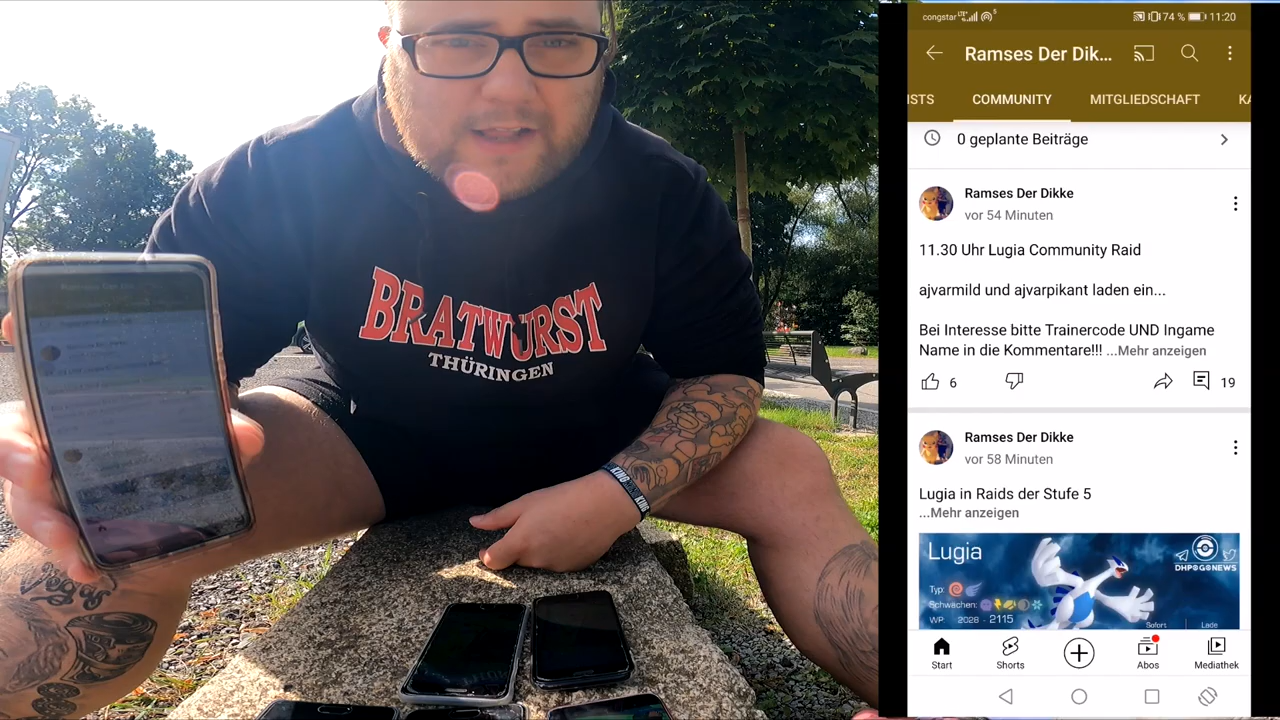 BRATWURST
THÜRINGEN
KING
KING
congstar
74 %
11:20
Ramses Der Dik...
ISTS
COMMUNITY
MITGLIEDSCHAFT
KA
0 geplante Beiträge
Ramses Der Dikke
vor 54 Minuten
11.30 Uhr Lugia Community Raid
ajvarmild und ajvarpikant laden ein...
Bei Interesse bitte Trainercode UND Ingame
Name in die Kommentare!!! ...Mehr anzeigen
6
19
Ramses Der Dikke
vor 58 Minuten
Lugia in Raids der Stufe 5
...Mehr anzeigen
Lugia
DHPOGONEWS
Typ:
Schwächen:
WP: 2028 - 2115
Sofort
Lade
Start
Shorts
Abos
Mediathek